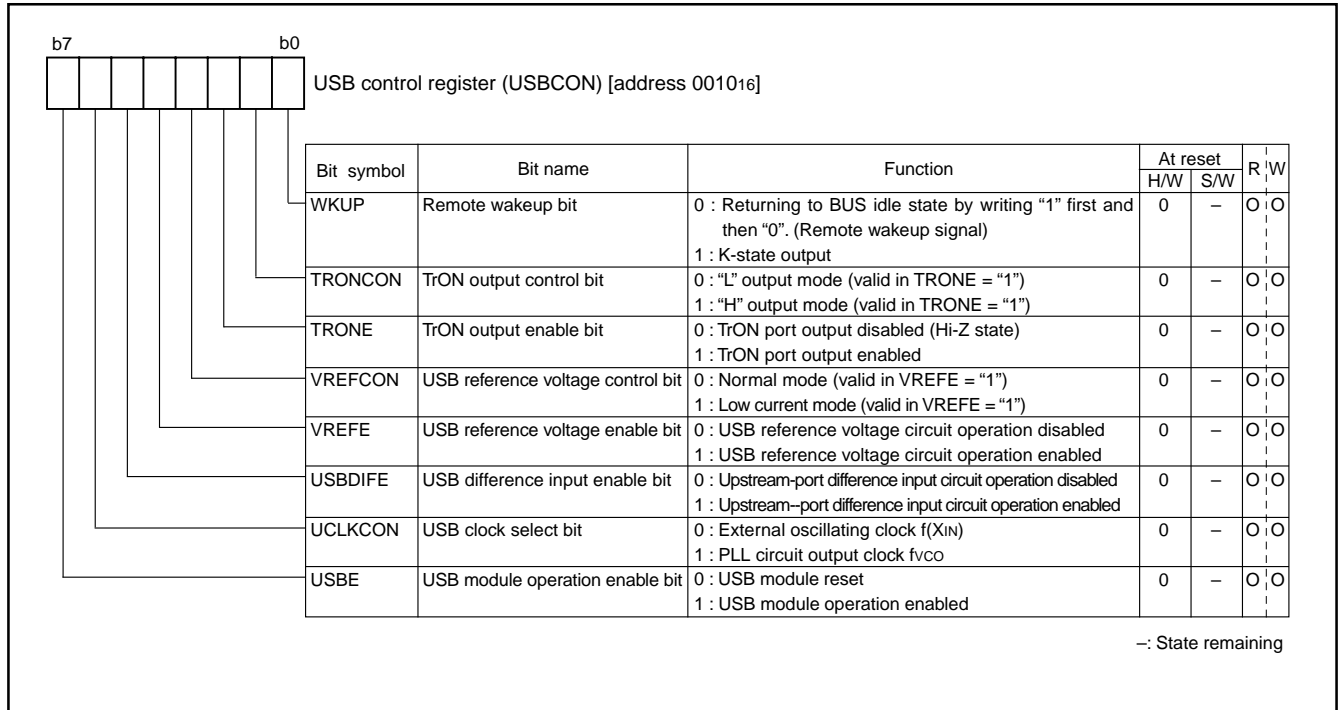 b7 b0
USB control register (USBCON) [address 001016]
Bit symbol Bit name Function At reset R W
H/W S/W
WKUP Remote wakeup bit 0 : Returning to BUS idle state by writing “1” first and 0 – O O
then “0”. (Remote wakeup signal)
1 : K-state output
TRONCON TrON output control bit 0 : “L” output mode (valid in TRONE = “1”) 0 – O O
1 : “H” output mode (valid in TRONE = “1”)
TRONE TrON output enable bit 0 : TrON port output disabled (Hi-Z state) 0 – O O
1 : TrON port output enabled
VREFCON USB reference voltage control bit 0 : Normal mode (valid in VREFE = “1”) 0 – O O
1 : Low current mode (valid in VREFE = “1”)
VREFE USB reference voltage enable bit 0 : USB reference voltage circuit operation disabled 0 – O O
1 : USB reference voltage circuit operation enabled
USBDIFE USB difference input enable bit 0 : Upstream-port difference input circuit operation disabled 0 – O O
1 : Upstream--port difference input circuit operation enabled
UCLKCON USB clock select bit 0 : External oscillating clock f(XIN) 0 – O O
1 : PLL circuit output clock fVCO
USBE USB module operation enable bit 0 : USB module reset 0 – O O
1 : USB module operation enabled
–: State remaining